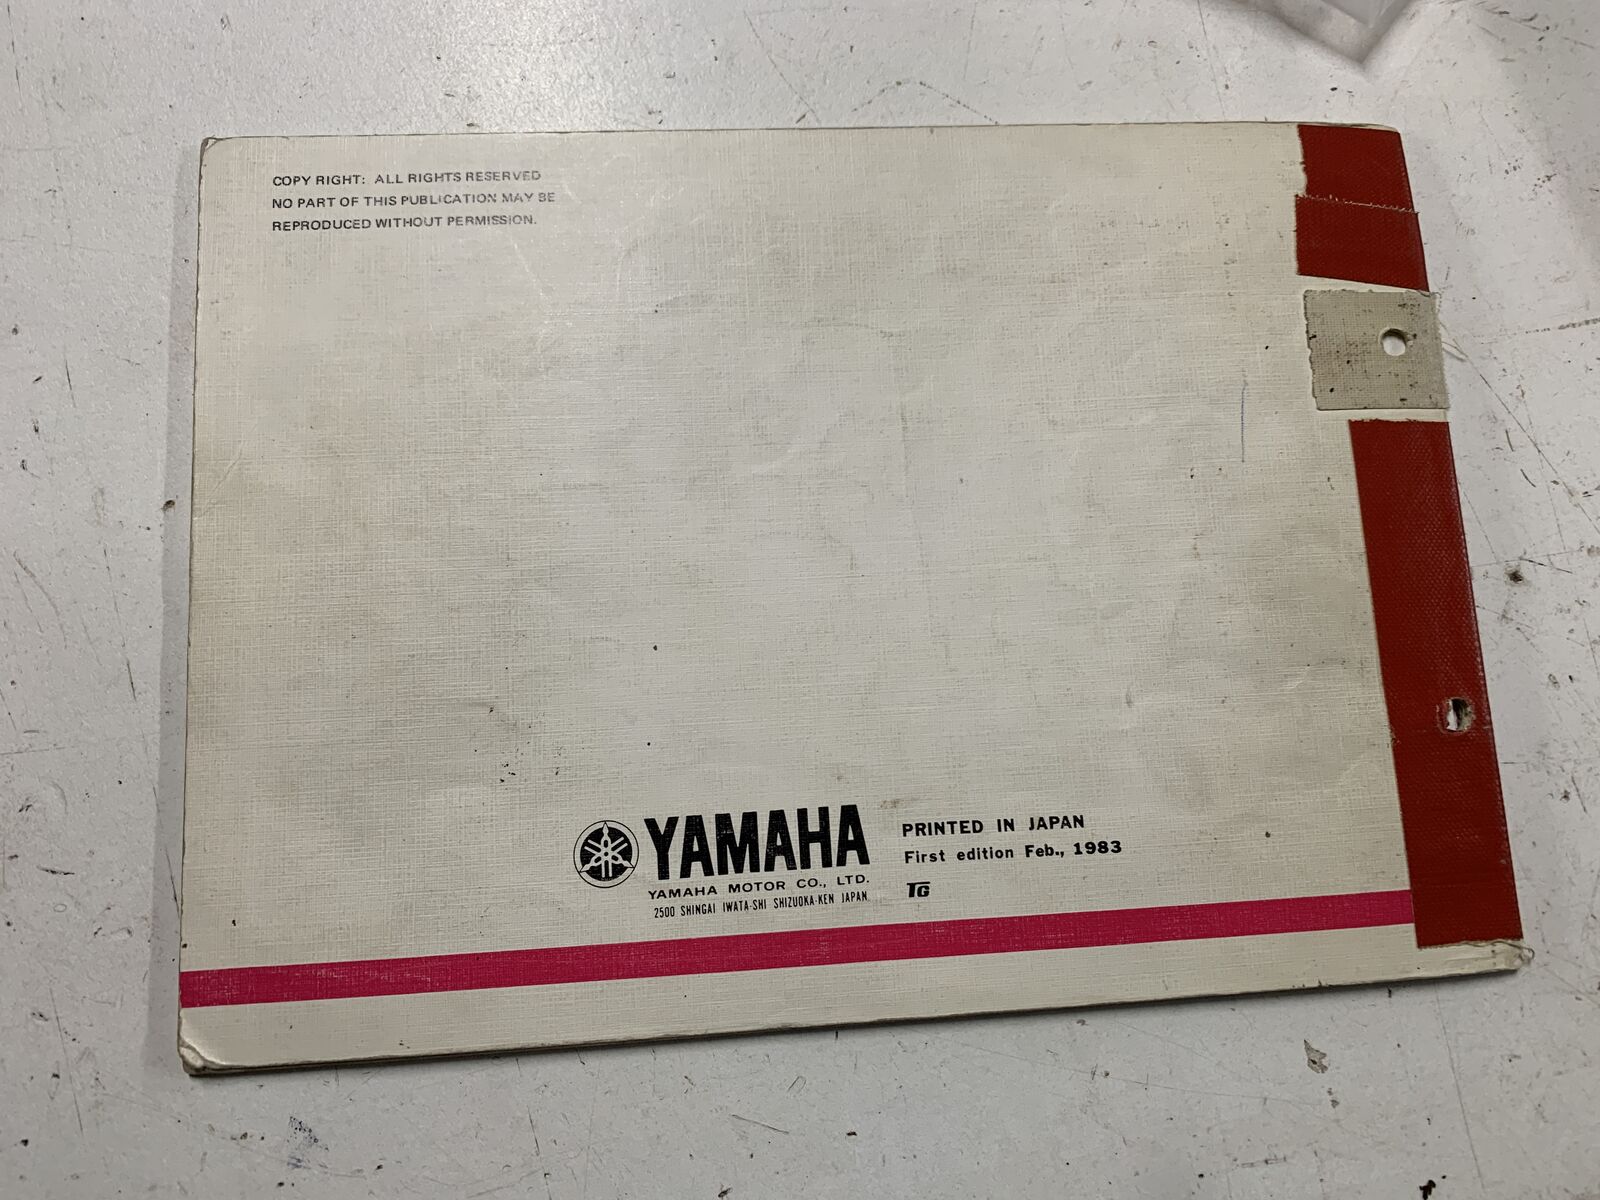 COPY RIGHT: ALL RIGHTS RESERVED
NO PART OF THIS PUBLICATION MAY BE
REPRODUCED WITHOUT PERMISSION.
YAMAHA
YAMAHA MOTOR CO., LTD.
2500 SHINGAI IWATA-SHI SHIZUOKA-KEN JAPAN
PRINTED IN JAPAN
First edition Feb., 1983
TG